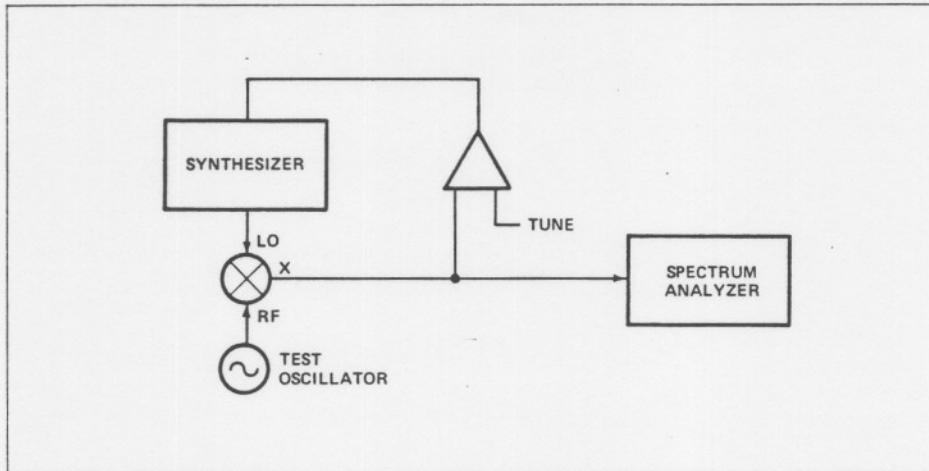 SYNTHESIZER
LO
X
RF
TEST
OSCILLATOR
TUNE
SPECTRUM
ANALYZER